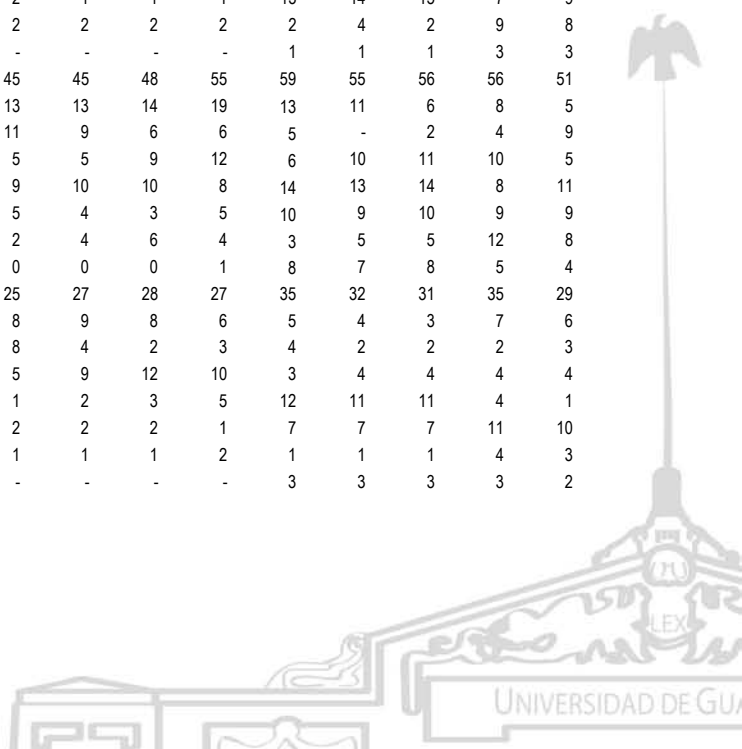 2 2 2 2 2 4 2 9 8
- - - - 1 1 1 3 3
45 45 48 55 59 55 56 56 51
13 13 14 19 13 11 6 8 5
11 9 6 6 5 - 2 4 9
5 5 9 12 6 10 11 10 5
9 10 10 8 14 13 14 8 11
5 4 3 5 10 9 10 9 9
2 4 6 4 3 5 5 12 8
0 0 0 1 8 7 8 5 4
25 27 28 27 35 32 31 35 29
8 9 8 6 5 4 3 7 6
8 4 2 3 4 2 2 2 3
5 9 12 10 3 4 4 4 4
1 2 3 5 12 11 11 4 1
2 2 2 1 7 7 7 11 10
1 1 1 2 1 1 1 4 3
- - - - 3 3 3 3 2
LEX
UNIVERSIDAD DE GUA